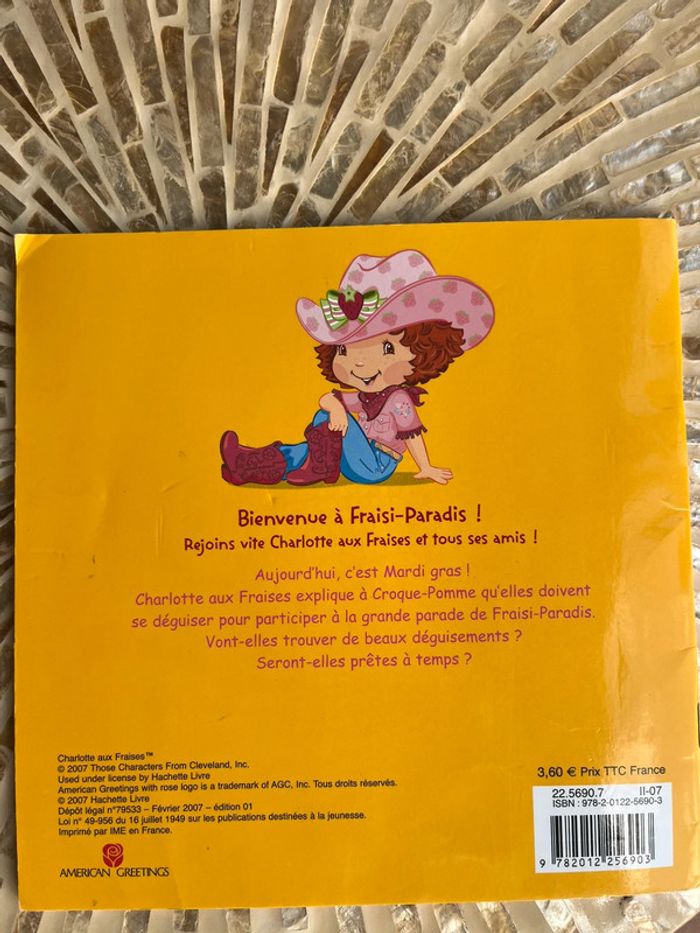 Bienvenue à Fraisi-Paradis !
Rejoins vite Charlotte aux Fraises et tous ses amis !
Aujourd'hui, c'est Mardi gras !
Charlotte aux Fraises explique à Croque-Pomme qu'elles doivent
se déguiser pour participer à la grande parade de Fraisi-Paradis.
Vont-elles trouver de beaux déguisements ?
Seront-elles prêtes à temps ?
Charlotte aux Fraises™
© 2007 Those Characters From Cleveland, Inc.
Used under license by Hachette Livre
American Greetings with rose logo is a trademark of AGC, Inc. Tous droits réservés.
© 2007 Hachette Livre
Dépôt légal n°79533 – Février 2007 – édition 01
Loi n° 49-956 du 16 juillet 1949 sur les publications destinées à la jeunesse.
Imprimé par IME en France.
AMERICAN GREETINGS
3,60 € Prix TTC France
22.5690.7 II-07
ISBN : 978-2-0122-5690-3
9 782012 256903